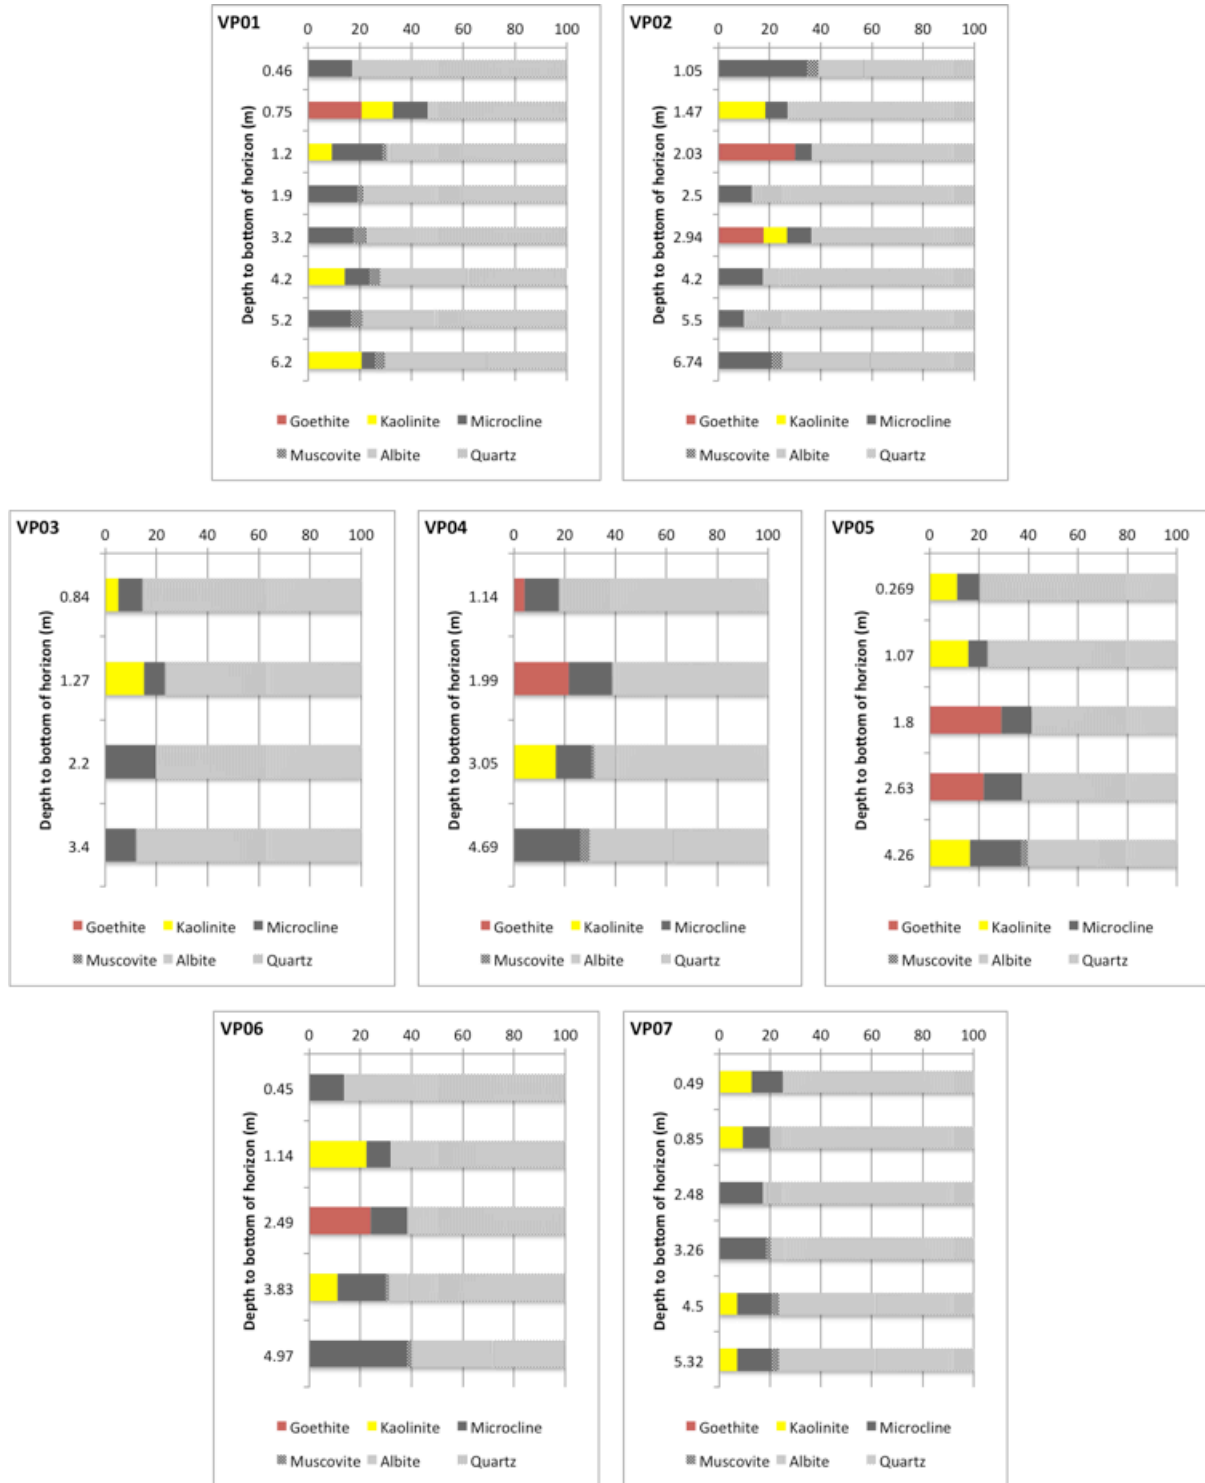 VP01
0 20 40 60 80 100
Depth to bottom of horizon (m)
0.46
0.75
1.2
1.9
3.2
4.2
5.2
6.2
Goethite Kaolinite Microcline
Muscovite Albite Quartz
VP02
0 20 40 60 80 100
Depth to bottom of horizon (m)
1.05
1.47
2.03
2.5
2.94
4.2
5.5
6.74
Goethite Kaolinite Microcline
Muscovite Albite Quartz
VP03
0 20 40 60 80 100
Depth to bottom of horizon (m)
0.84
1.27
2.2
3.4
Goethite Kaolinite Microcline
Muscovite Albite Quartz
VP04
0 20 40 60 80 100
Depth to bottom of horizon (m)
1.14
1.99
3.05
4.69
Goethite Kaolinite Microcline
Muscovite Albite Quartz
VP05
0 20 40 60 80 100
Depth to bottom of horizon (m)
0.269
1.07
1.8
2.63
4.26
Goethite Kaolinite Microcline
Muscovite Albite Quartz
VP06
0 20 40 60 80 100
Depth to bottom of horizon (m)
0.45
1.14
2.49
3.83
4.97
Goethite Kaolinite Microcline
Muscovite Albite Quartz
VP07
0 20 40 60 80 100
Depth to bottom of horizon (m)
0.49
0.85
2.48
3.26
4.5
5.32
Goethite Kaolinite Microcline
Muscovite Albite Quartz